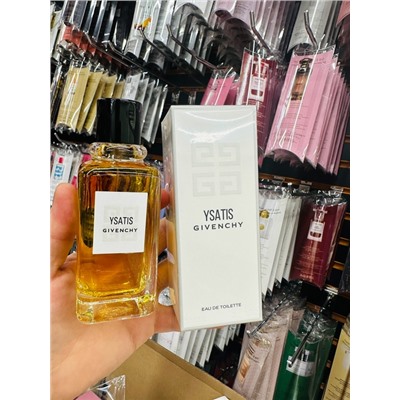 YSATIS
GIVENCHY
YSATIS
GIVENCHY
EAU DE TOILETTE